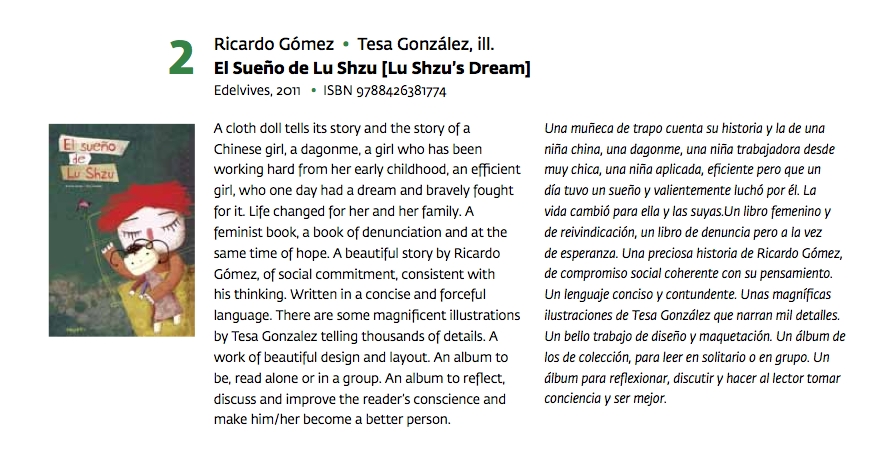 2
Ricardo Gómez • Tesa González, ill.
El Sueño de Lu Shzu [Lu Shzu's Dream]
Edelvives, 2011 • ISBN 9788426381774
El sueño
de
Lu Shzu
A cloth doll tells its story and the story of a
Chinese girl, a dagonme, a girl who has been
working hard from her early childhood, an efficient
girl, who one day had a dream and bravely fought
for it. Life changed for her and her family. A
feminist book, a book of denunciation and at the
same time of hope. A beautiful story by Ricardo
Gómez, of social commitment, consistent with
his thinking. Written in a concise and forceful
language. There are some magnificent illustrations
by Tesa Gonzalez telling thousands of details. A
work of beautiful design and layout. An album to
be, read alone or in a group. An album to reflect,
discuss and improve the reader's conscience and
make him/her become a better person.
Una muñeca de trapo cuenta su historia y la de una
niña china, una dagonme, una niña trabajadora desde
muy chica, una niña aplicada, eficiente pero que un
día tuvo un sueño y valientemente luchó por él. La
vida cambió para ella y las suyas.Un libro femenino y
de reivindicación, un libro de denuncia pero a la vez
de esperanza. Una preciosa historia de Ricardo Gómez,
de compromiso social coherente con su pensamiento.
Un lenguaje conciso y contundente. Unas magníficas
ilustraciones de Tesa González que narran mil detalles.
Un bello trabajo de diseño y maquetación. Un álbum de
los de colección, para leer en solitario o en grupo. Un
álbum para reflexionar, discutir y hacer al lector tomar
conciencia y ser mejor.